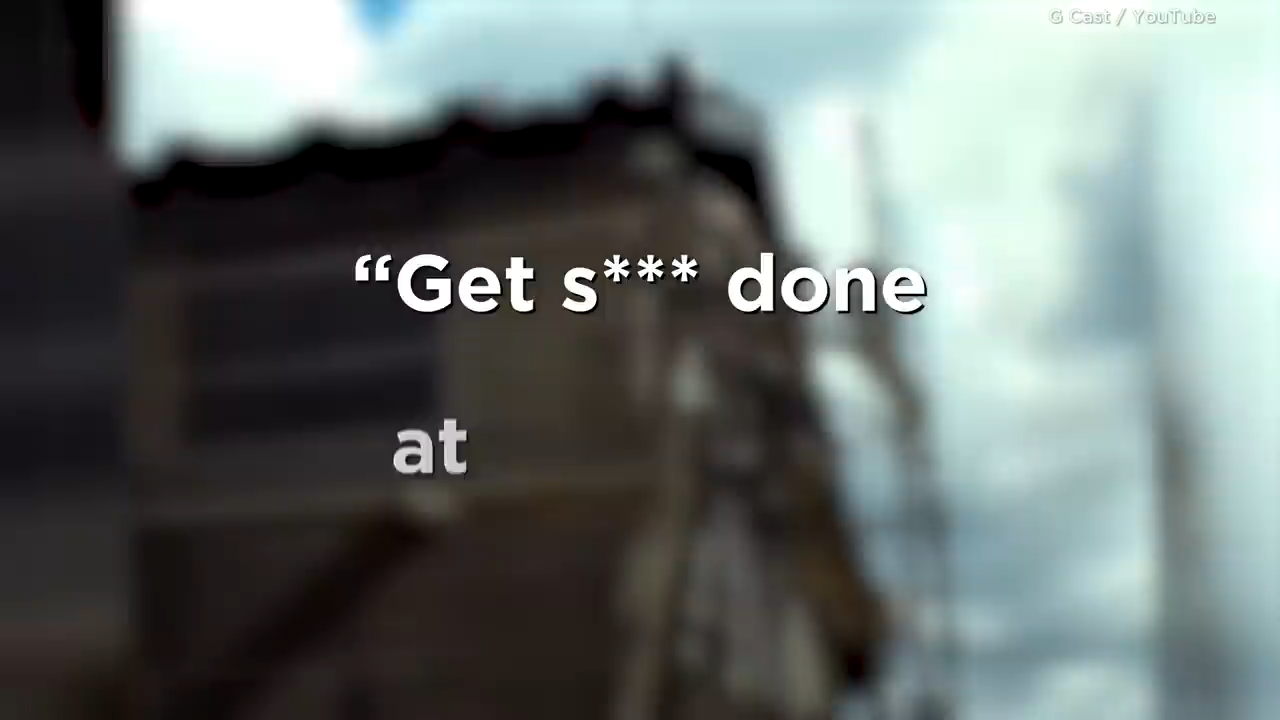 G Cast / YouTube
“Get s*** done
at